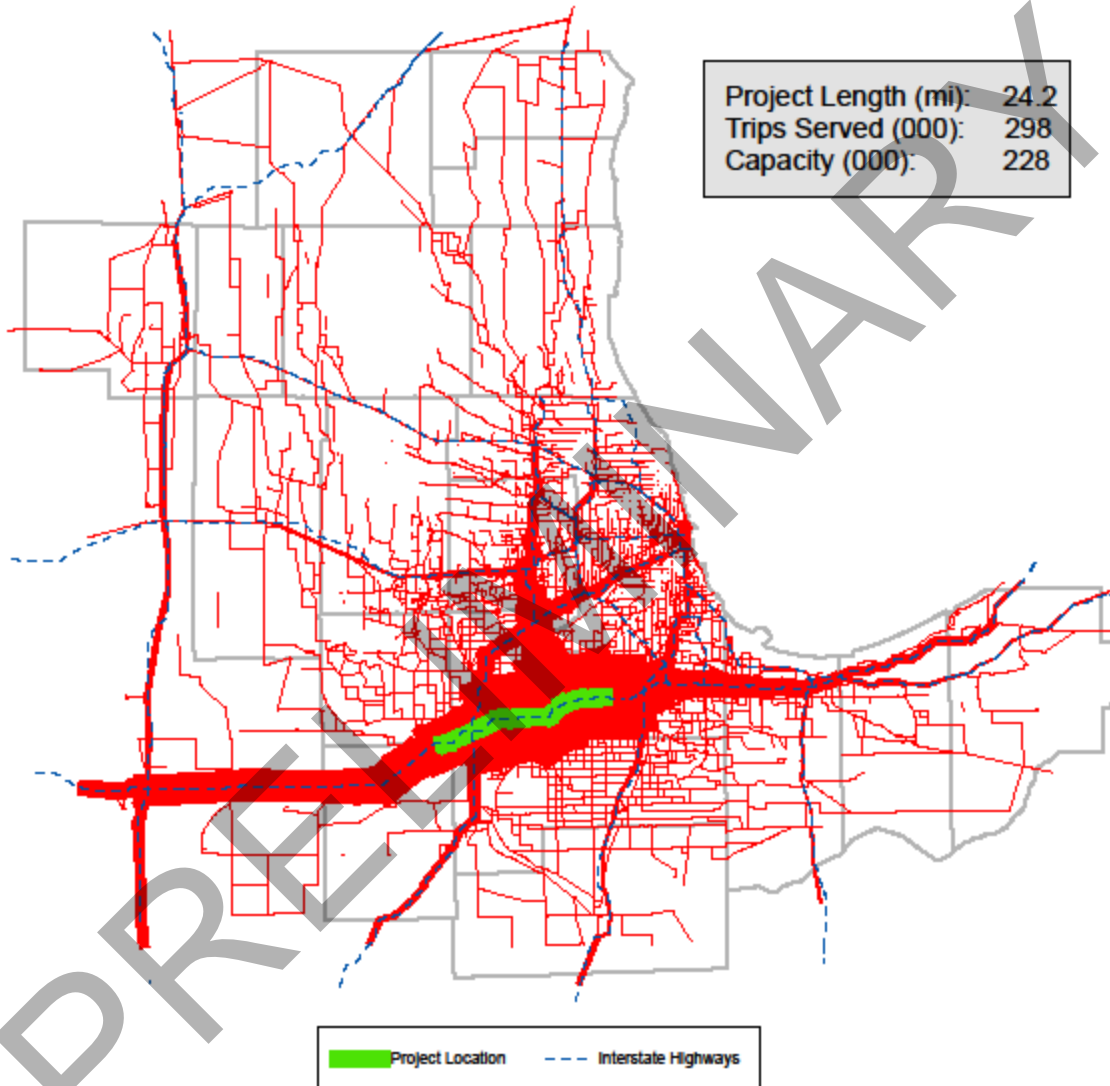 Project Length (mi): 24.2
Trips Served (000): 298
Capacity (000): 228
PRELIMINARY
Project Location
Interstate Highways